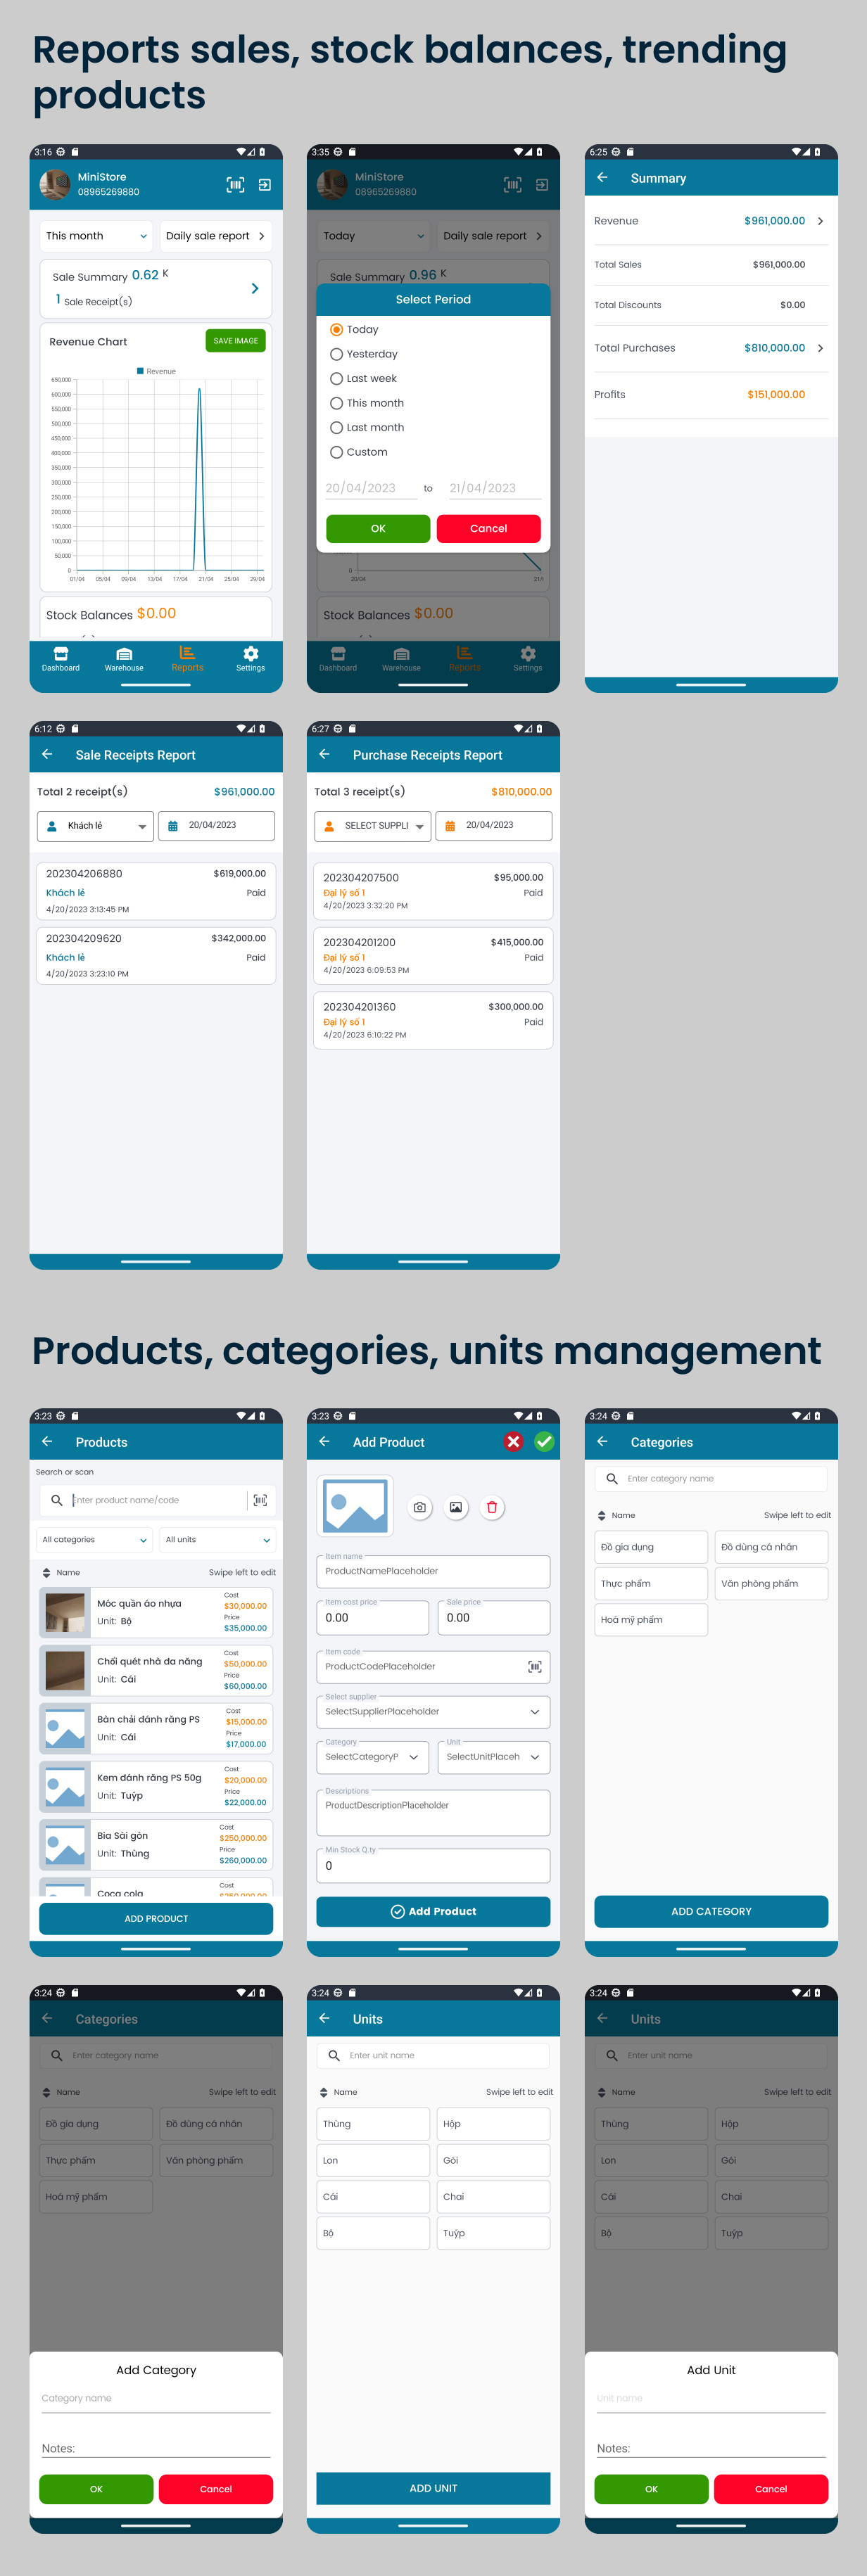 Reports sales, stock balances, trending
products
3:16
MiniStore
08965269880
This month
Daily sale report
Sale Summary 0.62 K
1 Sale Receipt(s)
Revenue Chart
SAVE IMAGE
Revenue
650,000
600,000
550,000
500,000
450,000
400,000
350,000
300,000
250,000
200,000
150,000
100,000
50,000
0
01/04 05/04 09/04 13/04 17/04 21/04 25/04 29/04
Stock Balances $0.00
Dashboard Warehouse Reports Settings
3:35
MiniStore
08965269880
Today
Daily sale report
Sale Summary 0.96 K
Select Period
Today
Yesterday
Last week
This month
Last month
Custom
20/04/2023 to 21/04/2023
OK Cancel
0
20/04
Stock Balances $0.00
Dashboard Warehouse Reports Settings
6:25
Summary
Revenue $961,000.00
Total Sales $961,000.00
Total Discounts $0.00
Total Purchases $810,000.00
Profits $151,000.00
6:12
Sale Receipts Report
Total 2 receipt(s) $961,000.00
Khách lẻ 20/04/2023
202304206880 $619,000.00
Khách lẻ Paid
4/20/2023 3:13:45 PM
202304209620 $342,000.00
Khách lẻ Paid
4/20/2023 3:23:10 PM
6:27
Purchase Receipts Report
Total 3 receipt(s) $810,000.00
SELECT SUPPLI 20/04/2023
202304207500 $95,000.00
Đại lý số 1 Paid
4/20/2023 3:32:20 PM
202304201200 $415,000.00
Đại lý số 1 Paid
4/20/2023 6:09:53 PM
202304201360 $300,000.00
Đại lý số 1 Paid
4/20/2023 6:10:22 PM
Products, categories, units management
3:23
Products
Search or scan
Enter product name/code
All categories All units
Name Swipe left to edit
Móc quần áo nhựa
Unit: Bộ
Cost
$30,000.00
Price
$35,000.00
Chổi quét nhà đa năng
Unit: Cái
Cost
$50,000.00
Price
$60,000.00
Bàn chải đánh răng PS
Unit: Cái
Cost
$15,000.00
Price
$17,000.00
Kem đánh răng PS 50g
Unit: Tuýp
Cost
$20,000.00
Price
$22,000.00
Bia Sài gòn
Unit: Thùng
Cost
$250,000.00
Price
$260,000.00
Coca cola
Cost
$250,000.00
ADD PRODUCT
3:23
Add Product
Item name
ProductNamePlaceholder
Item cost price Sale price
0.00 0.00
Item code
ProductCodePlaceholder
Select supplier
SelectSupplierPlaceholder
Category Unit
SelectCategoryP SelectUnitPlaceh
Descriptions
ProductDescriptionPlaceholder
Min Stock Q.ty
0
Add Product
3:24
Categories
Enter category name
Name Swipe left to edit
Đồ gia dụng Đồ dùng cá nhân
Thực phẩm Văn phòng phẩm
Hoá mỹ phẩm
ADD CATEGORY
3:24
Categories
Enter category name
Name Swipe left to edit
Đồ gia dụng Đồ dùng cá nhân
Thực phẩm Văn phòng phẩm
Hoá mỹ phẩm
Add Category
Category name
Notes:
OK Cancel
3:24
Units
Enter unit name
Name Swipe left to edit
Thùng Hộp
Lon Gói
Cái Chai
Bộ Tuýp
ADD UNIT
3:24
Units
Enter unit name
Name Swipe left to edit
Thùng Hộp
Lon Gói
Cái Chai
Bộ Tuýp
Add Unit
Unit name
Notes:
OK Cancel